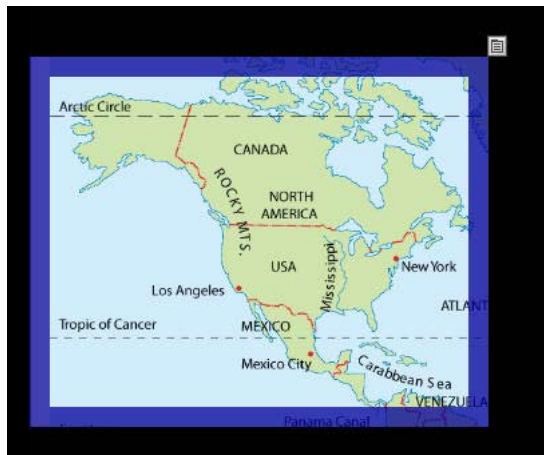 Arctic Circle
CANADA
ROCKY MTS.
NORTH
AMERICA
USA
Mississippi
New York
Los Angeles
ATLANT
Tropic of Cancer
MEXICO
Mexico City
Carabbean Sea
VENEZUELA
Panama Canal